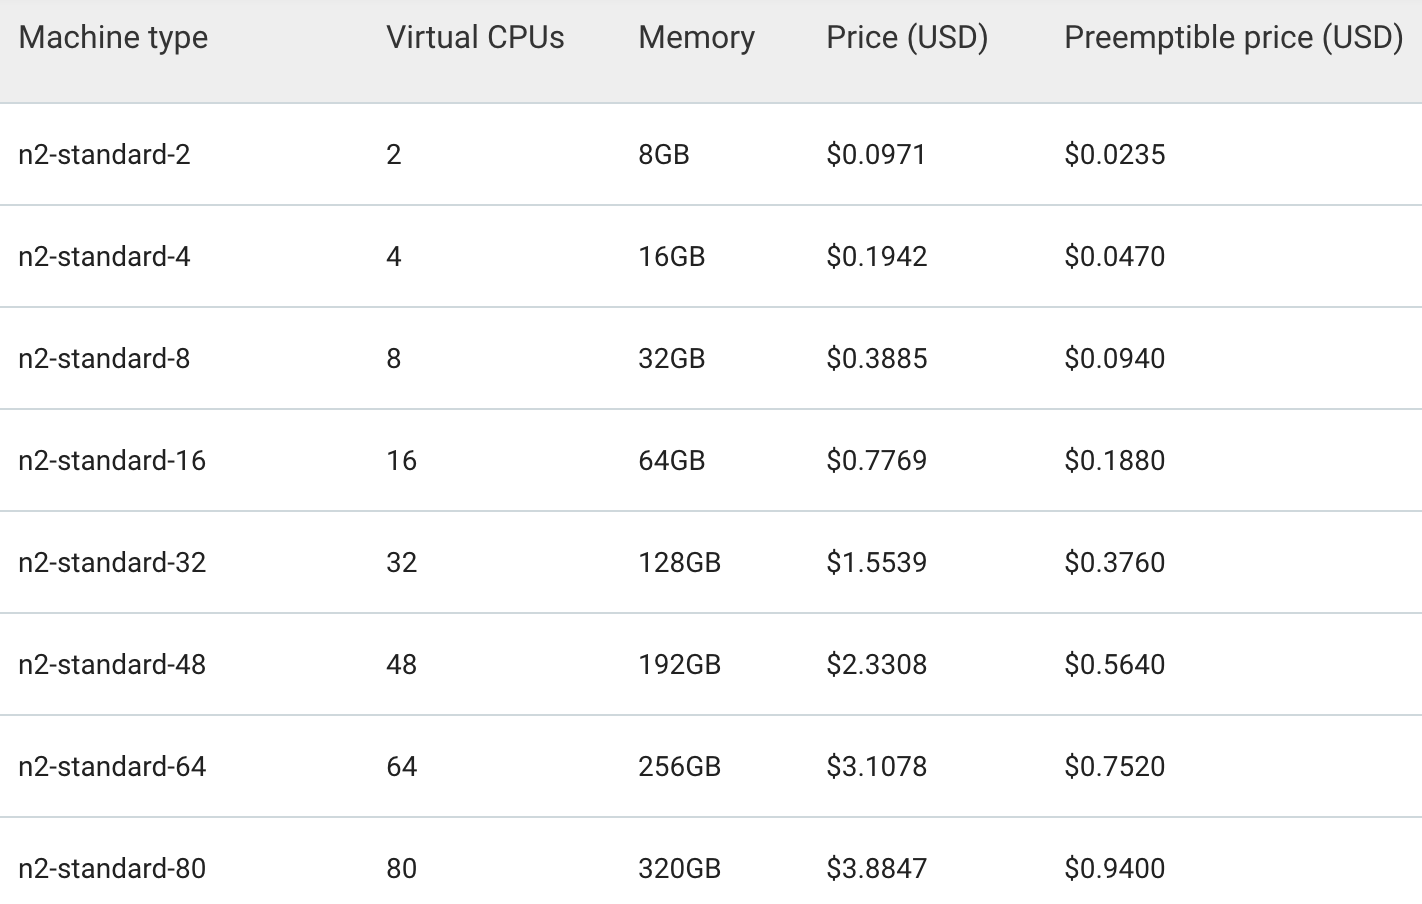 Machine type Virtual CPUs Memory Price (USD) Preemptible price (USD)
n2-standard-2 2 8GB $0.0971 $0.0235
n2-standard-4 4 16GB $0.1942 $0.0470
n2-standard-8 8 32GB $0.3885 $0.0940
n2-standard-16 16 64GB $0.7769 $0.1880
n2-standard-32 32 128GB $1.5539 $0.3760
n2-standard-48 48 192GB $2.3308 $0.5640
n2-standard-64 64 256GB $3.1078 $0.7520
n2-standard-80 80 320GB $3.8847 $0.9400